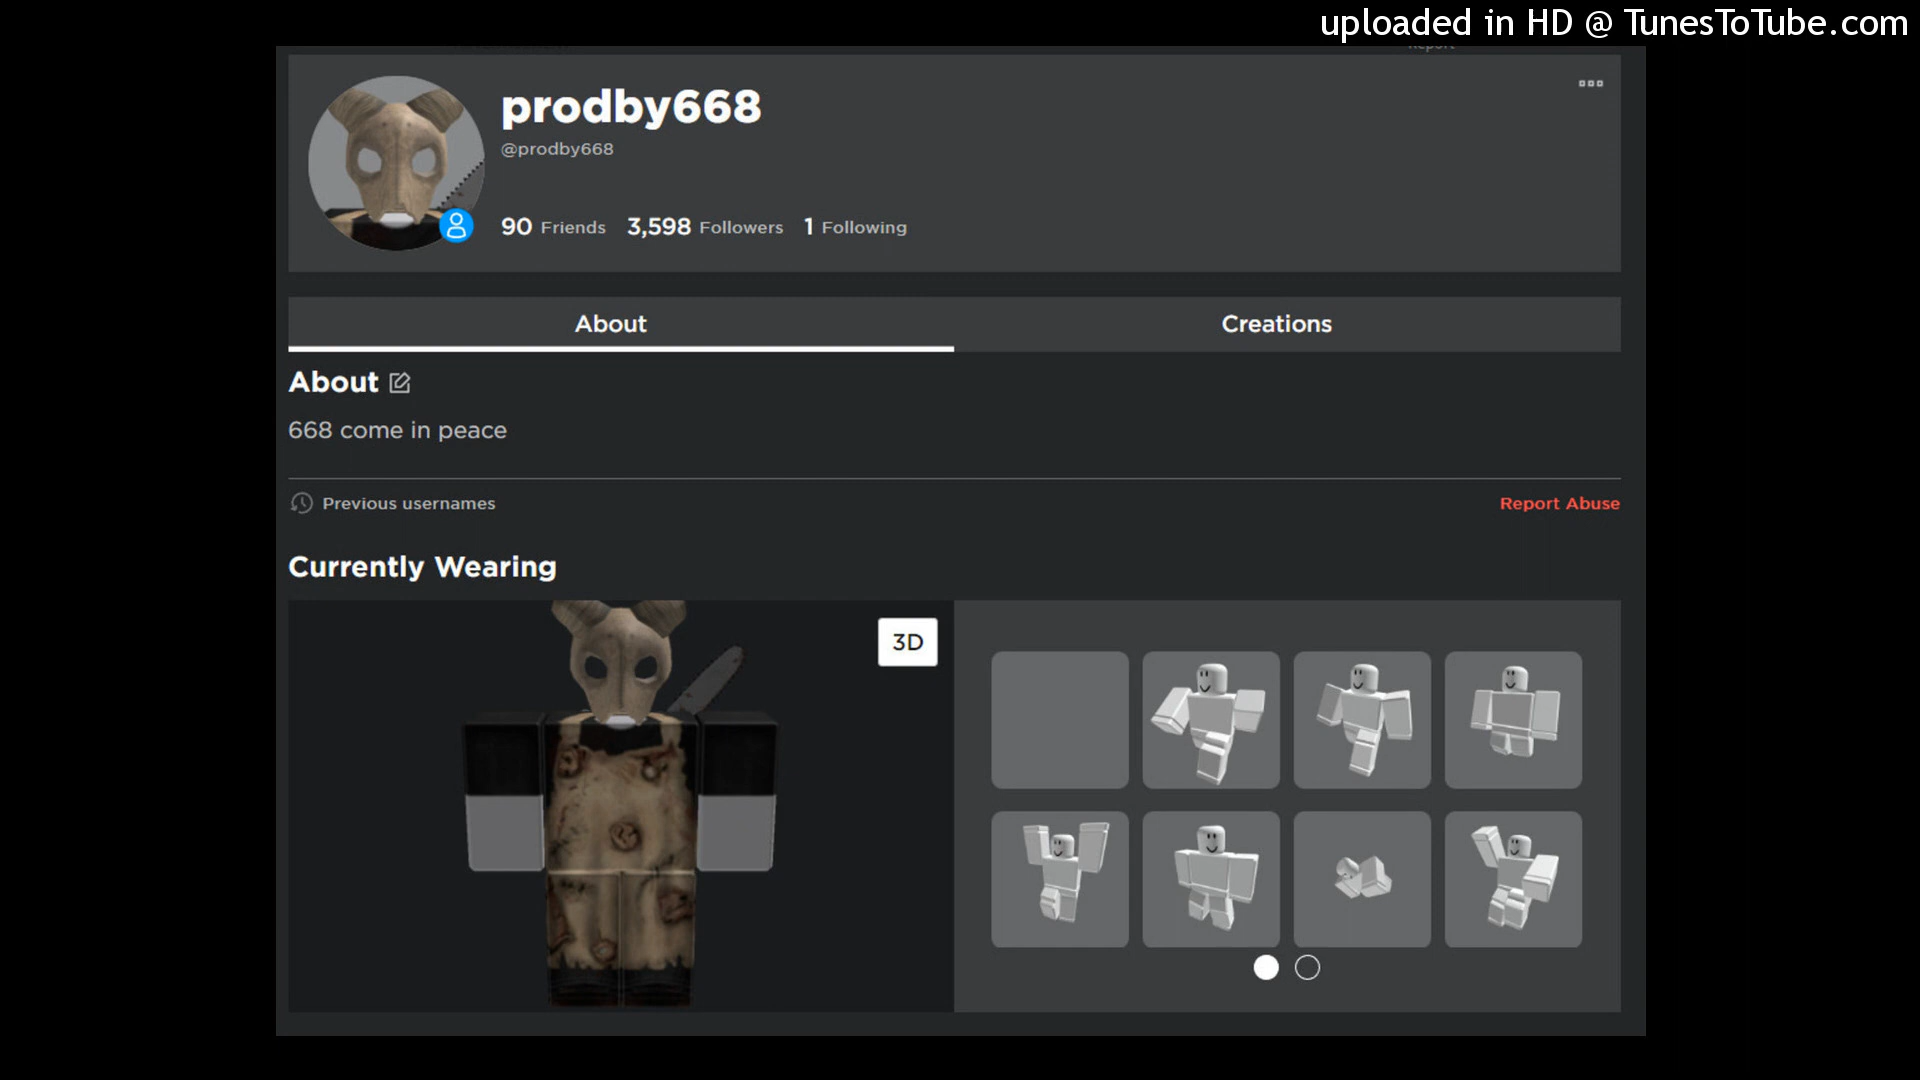 uploaded in HD @ TunesToTube.com
Report
prodby668
@prodby668
90 Friends 3,598 Followers 1 Following
About
Creations
About
668 come in peace
Previous usernames
Report Abuse
Currently Wearing
3D